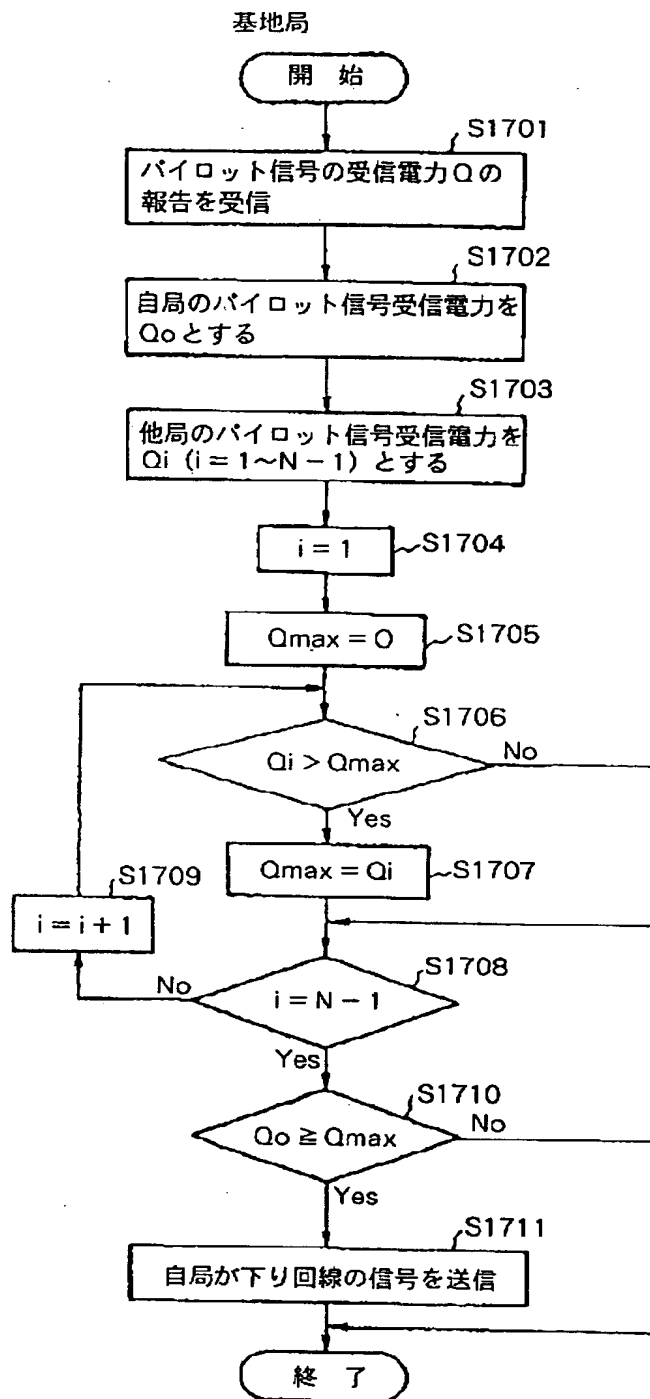 基地局
開 始
S1701
パイロット信号の受信電力Qの
報告を受信
S1702
自局のパイロット信号受信電力を
Qoとする
S1703
他局のパイロット信号受信電力を
Qi（i＝1～N－1）とする
i = 1
S1704
Qmax = O
S1705
S1706
Qi > Qmax
No
Yes
Qmax = Qi
S1707
S1709
i = i + 1
S1708
i = N - 1
No
Yes
S1710
Qo ≧ Qmax
No
Yes
S1711
自局が下り回線の信号を送信
終 了